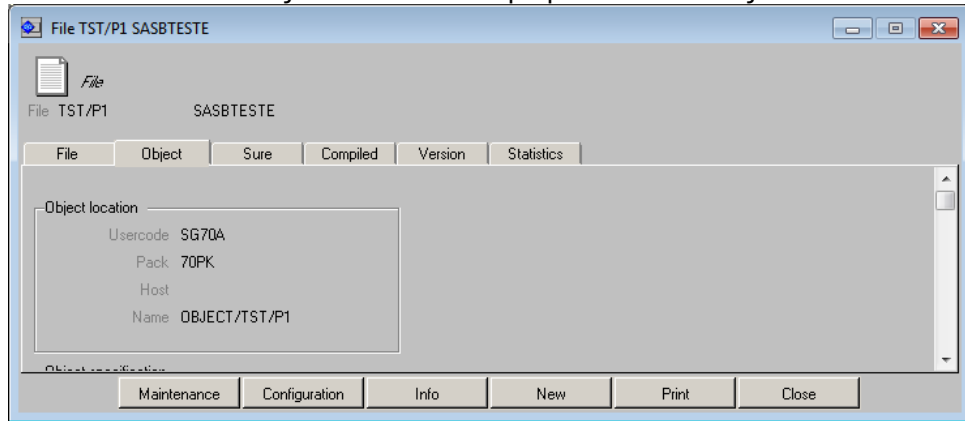 File TST/P1 SASBTESTE
File
File TST/P1 SASBTESTE
File Object Sure Compiled Version Statistics
Object location
Usercode SG70A
Pack 70PK
Host
Name OBJECT/TST/P1
Maintenance Configuration Info New Print Close